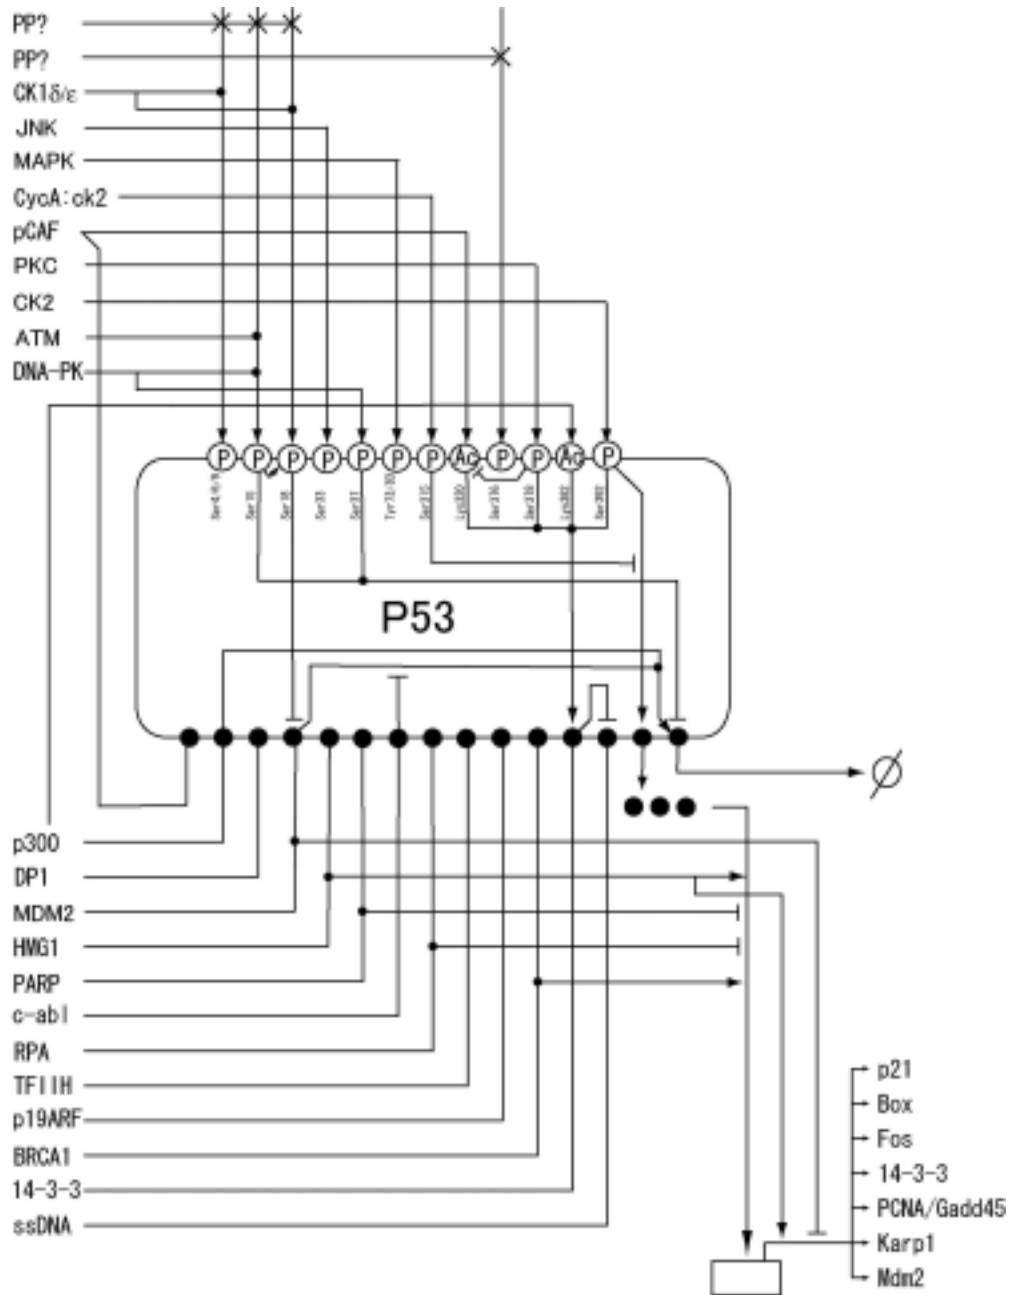 PP?
PP?
CK1δ/ε
JNK
MAPK
CycA:ck2
pCAF
PKC
CK2
ATM
DNA-PK
P P P P P P P Ac P P Ac P
Ser33
Ser37
P53
p300
DP1
MDM2
HMG1
PARP
c-abl
RPA
TFIIH
p19ARF
BRCA1
14-3-3
ssDNA
p21
Box
Fos
14-3-3
PCNA/Gadd45
Karp1
Mdm2